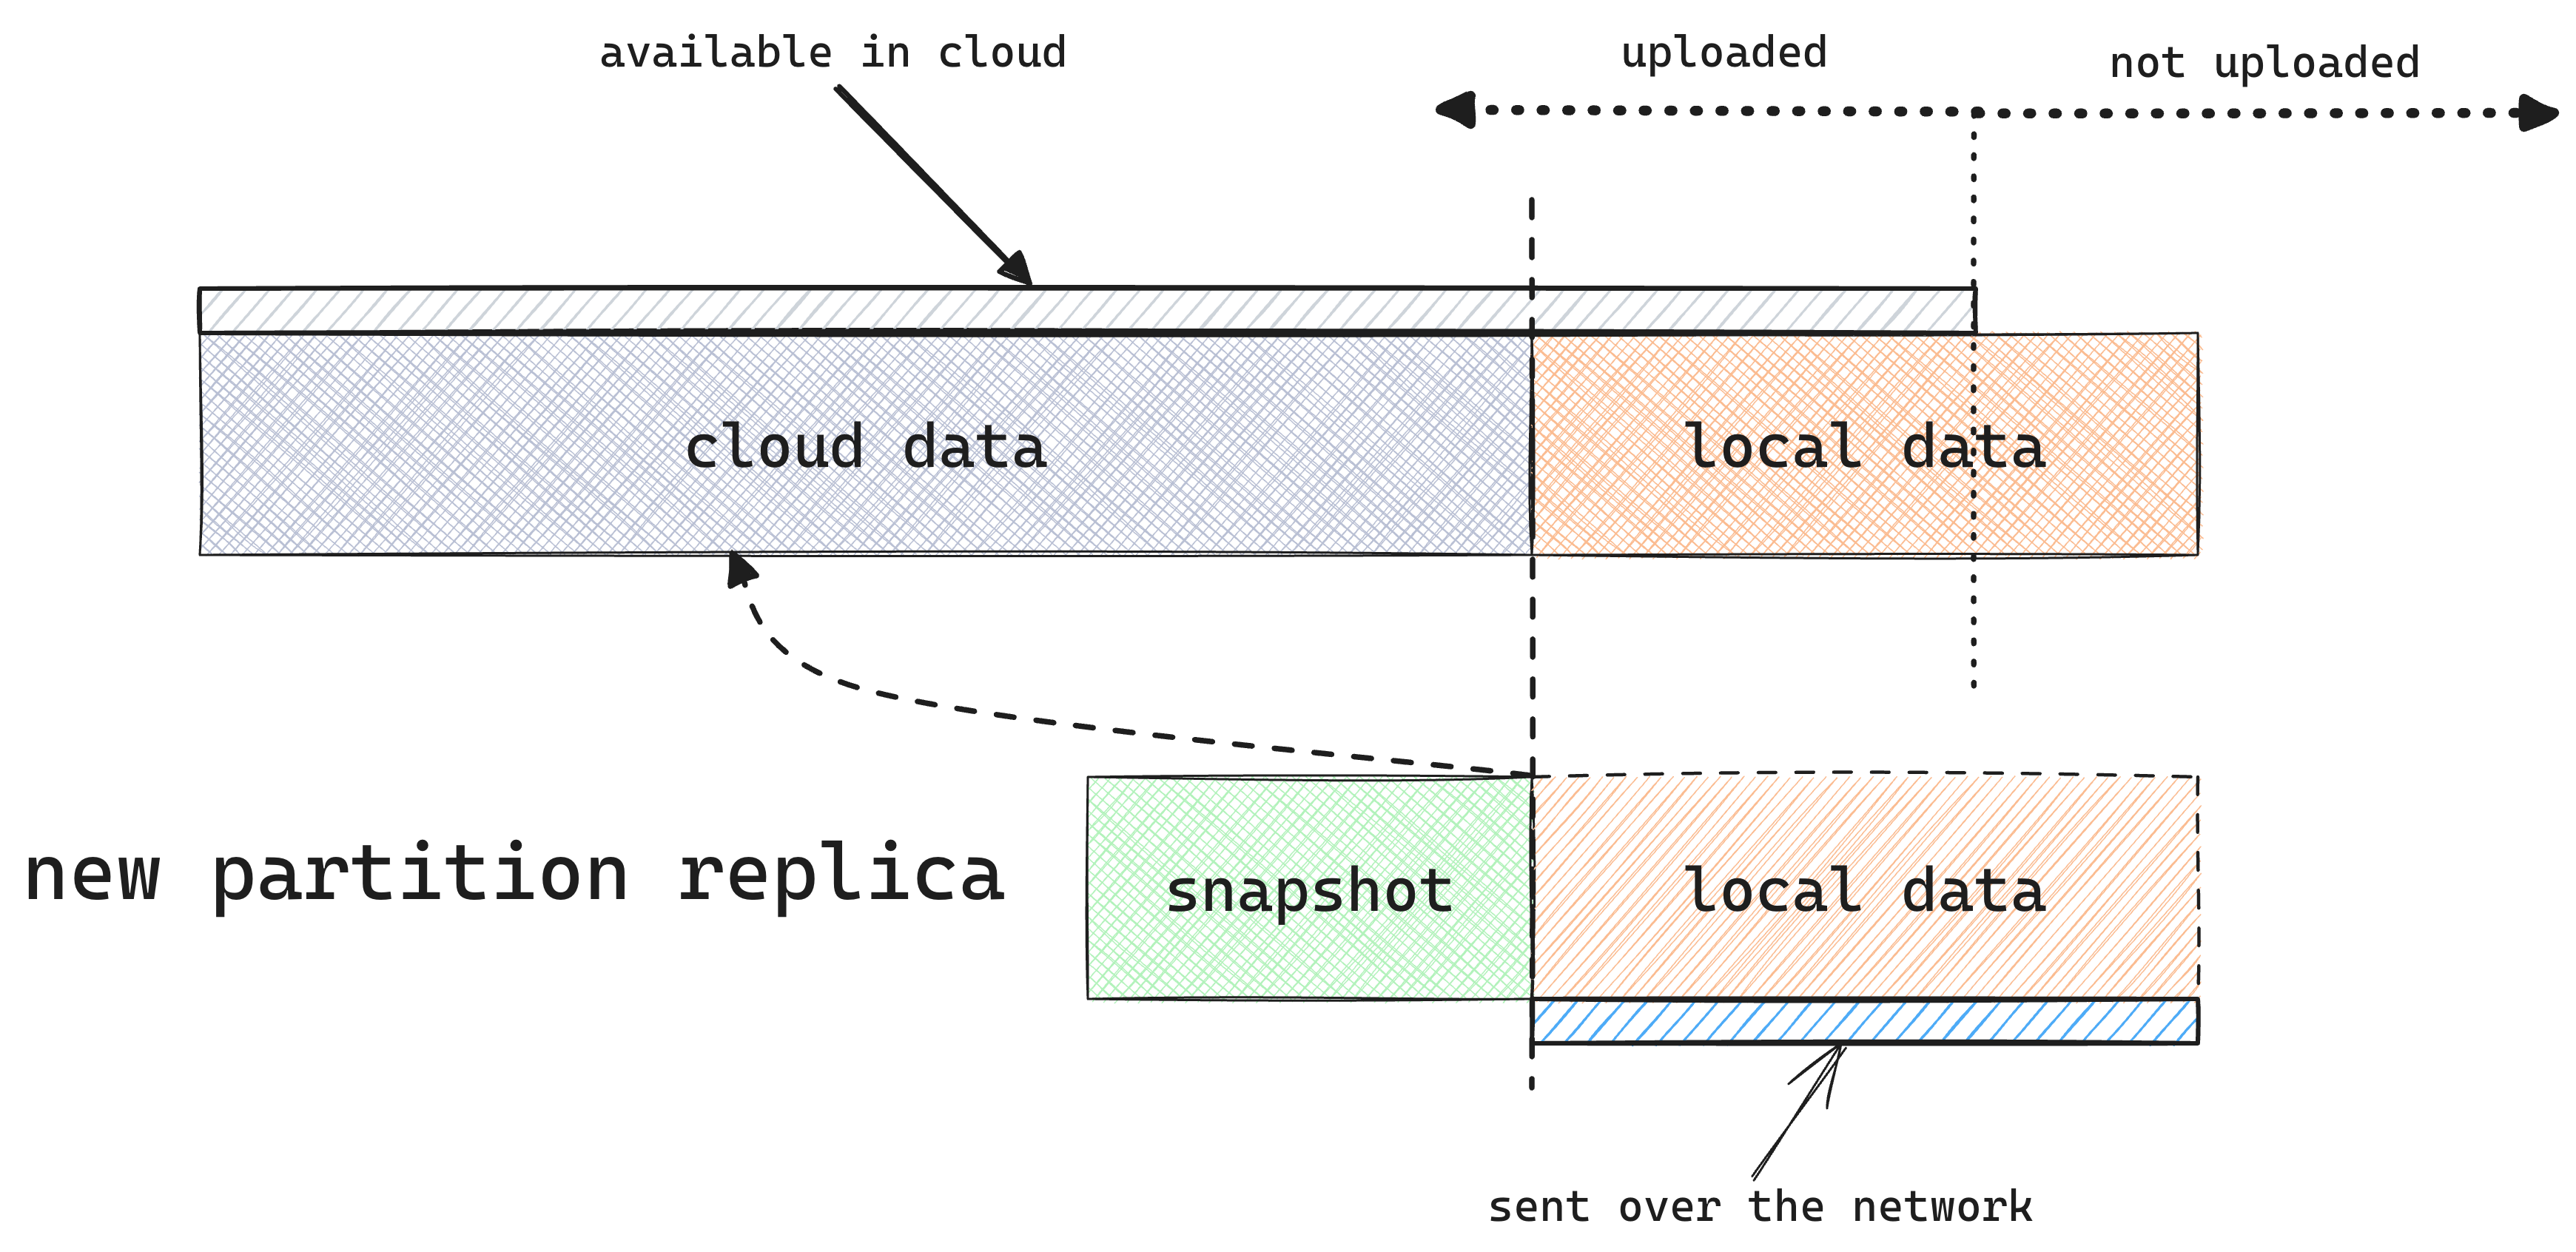 available in cloud
uploaded
not uploaded
cloud data
local data
new partition replica
snapshot
local data
sent over the network